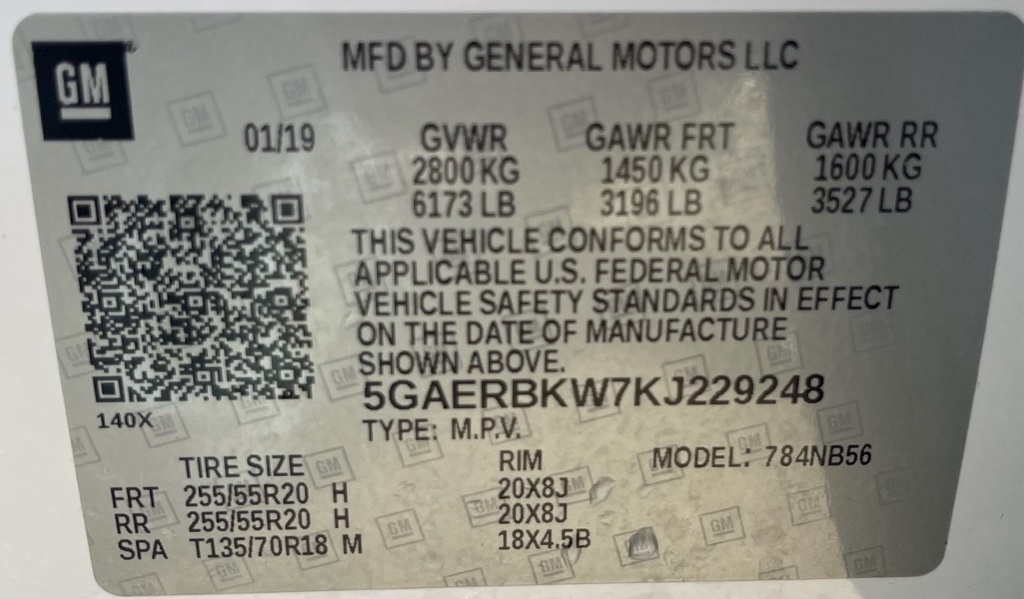 GM
MFD BY GENERAL MOTORS LLC
01/19 GVWR GAWR FRT GAWR RR
2800 KG 1450 KG 1600 KG
6173 LB 3196 LB 3527 LB
THIS VEHICLE CONFORMS TO ALL
APPLICABLE U.S. FEDERAL MOTOR
VEHICLE SAFETY STANDARDS IN EFFECT
ON THE DATE OF MANUFACTURE
SHOWN ABOVE.
5GAERBKW7KJ229248
140X
TYPE: M.P.V.
TIRE SIZE RIM MODEL: 784NB56
FRT 255/55R20 H 20X8J
RR 255/55R20 H 20X8J
SPA T135/70R18 M 18X4.5B